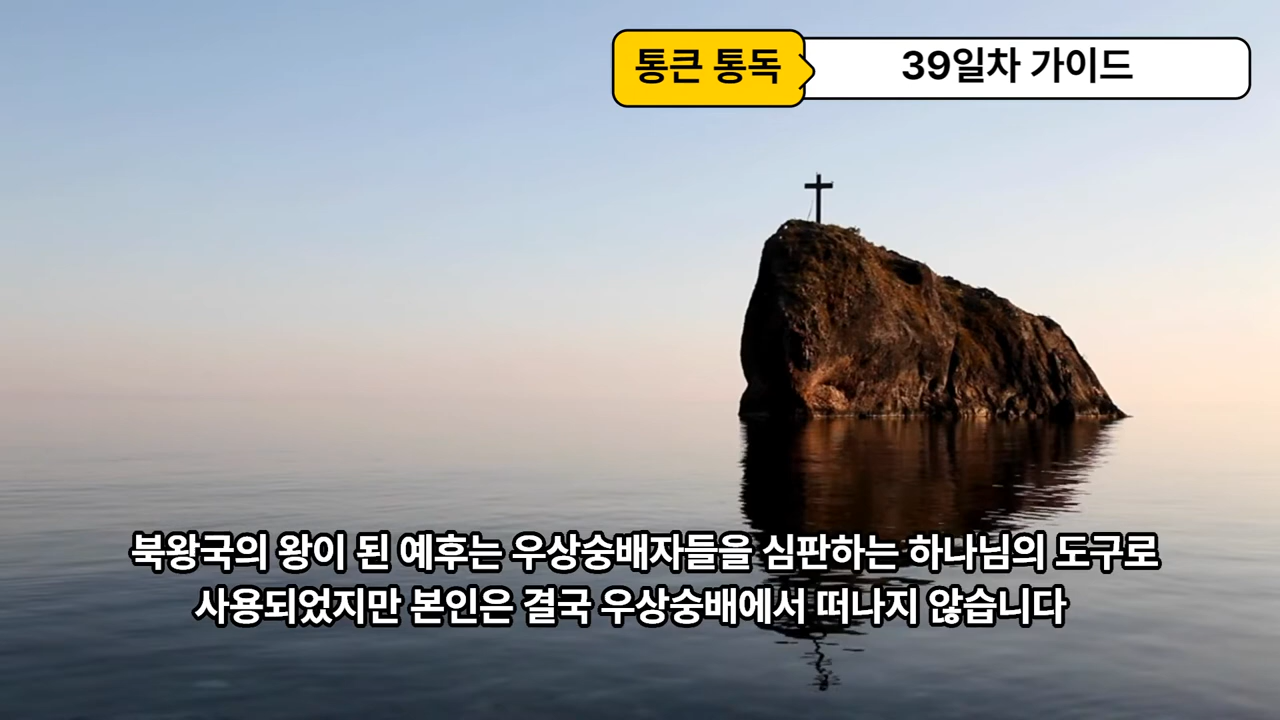 통큰 통독
39일차 가이드
북왕국의 왕이 된 예후는 우상숭배자들을 심판하는 하나님의 도구로
사용되었지만 본인은 결국 우상숭배에서 떠나지 않습니다